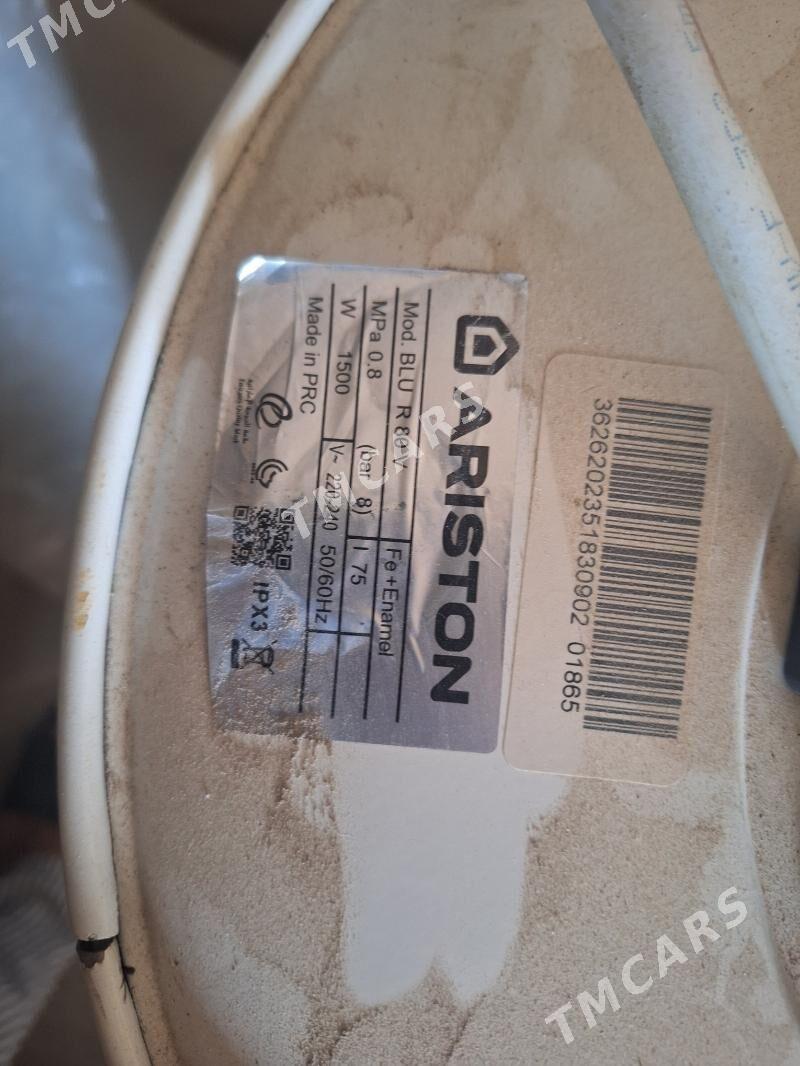 ARISTON
Mod. BLU R 80 V Fe+Enamel
MPa 0.8 (bar 8) l 75
W 1500 V~ 220-240 50/60Hz
Made in PRC
IPX3
3626202351830902 01865
TMCARS
TMCARS
TMCARS